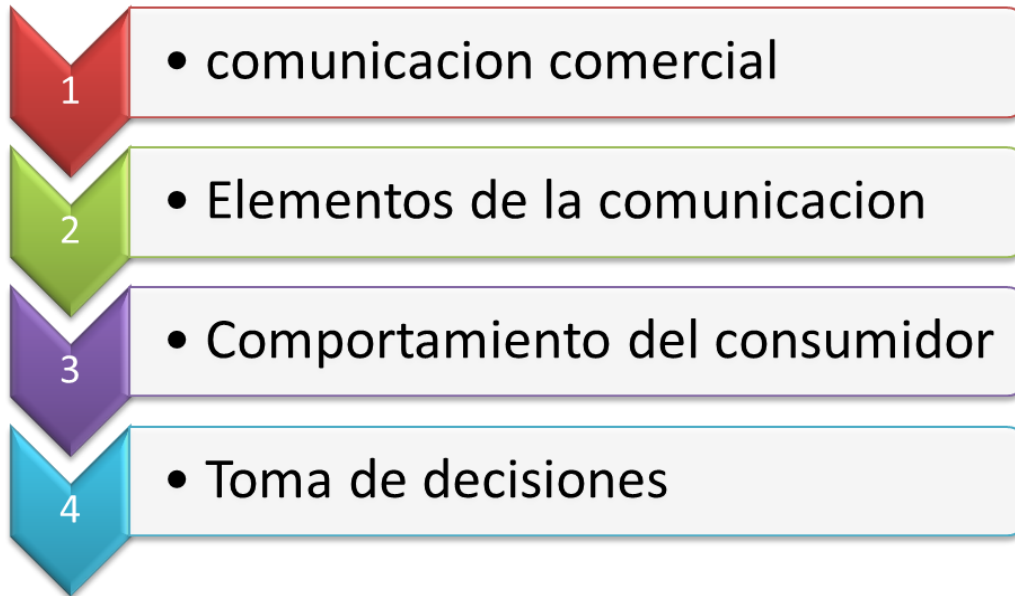 1
• comunicacion comercial
2
• Elementos de la comunicacion
3
• Comportamiento del consumidor
4
• Toma de decisiones